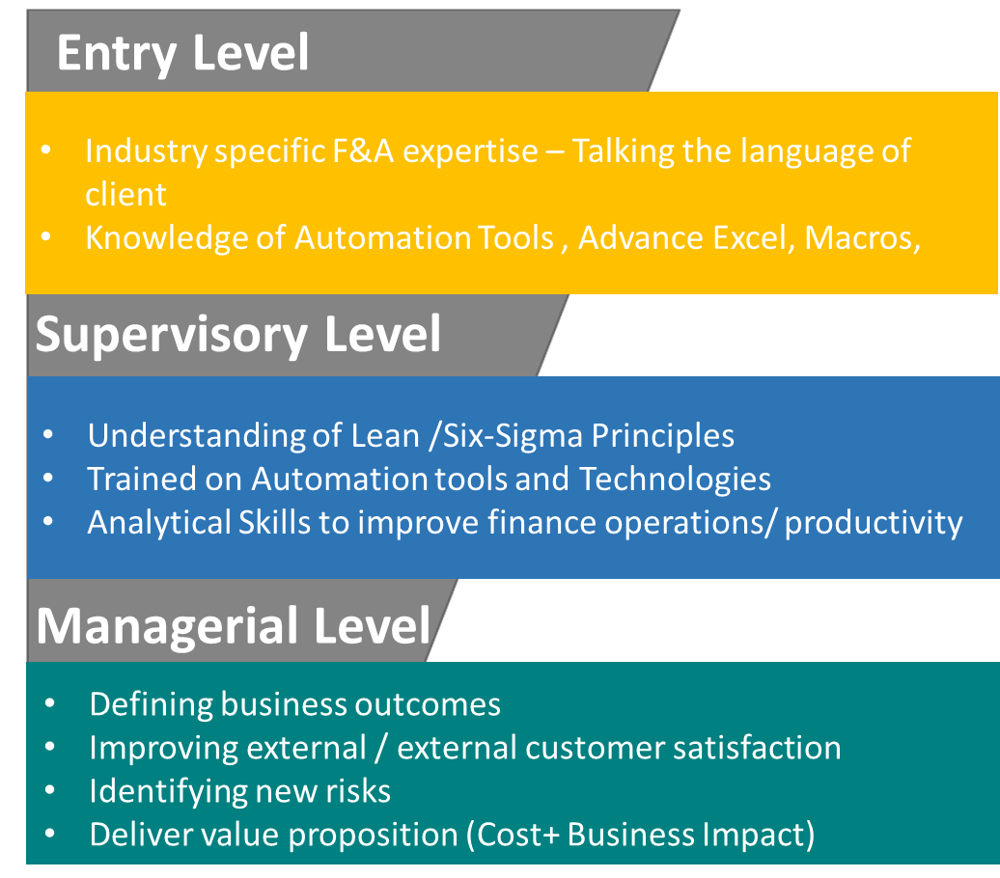 Entry Level
• Industry specific F&A expertise – Talking the language of
client
• Knowledge of Automation Tools , Advance Excel, Macros,
Supervisory Level
• Understanding of Lean /Six-Sigma Principles
• Trained on Automation tools and Technologies
• Analytical Skills to improve finance operations/ productivity
Managerial Level
• Defining business outcomes
• Improving external / external customer satisfaction
• Identifying new risks
• Deliver value proposition (Cost+ Business Impact)